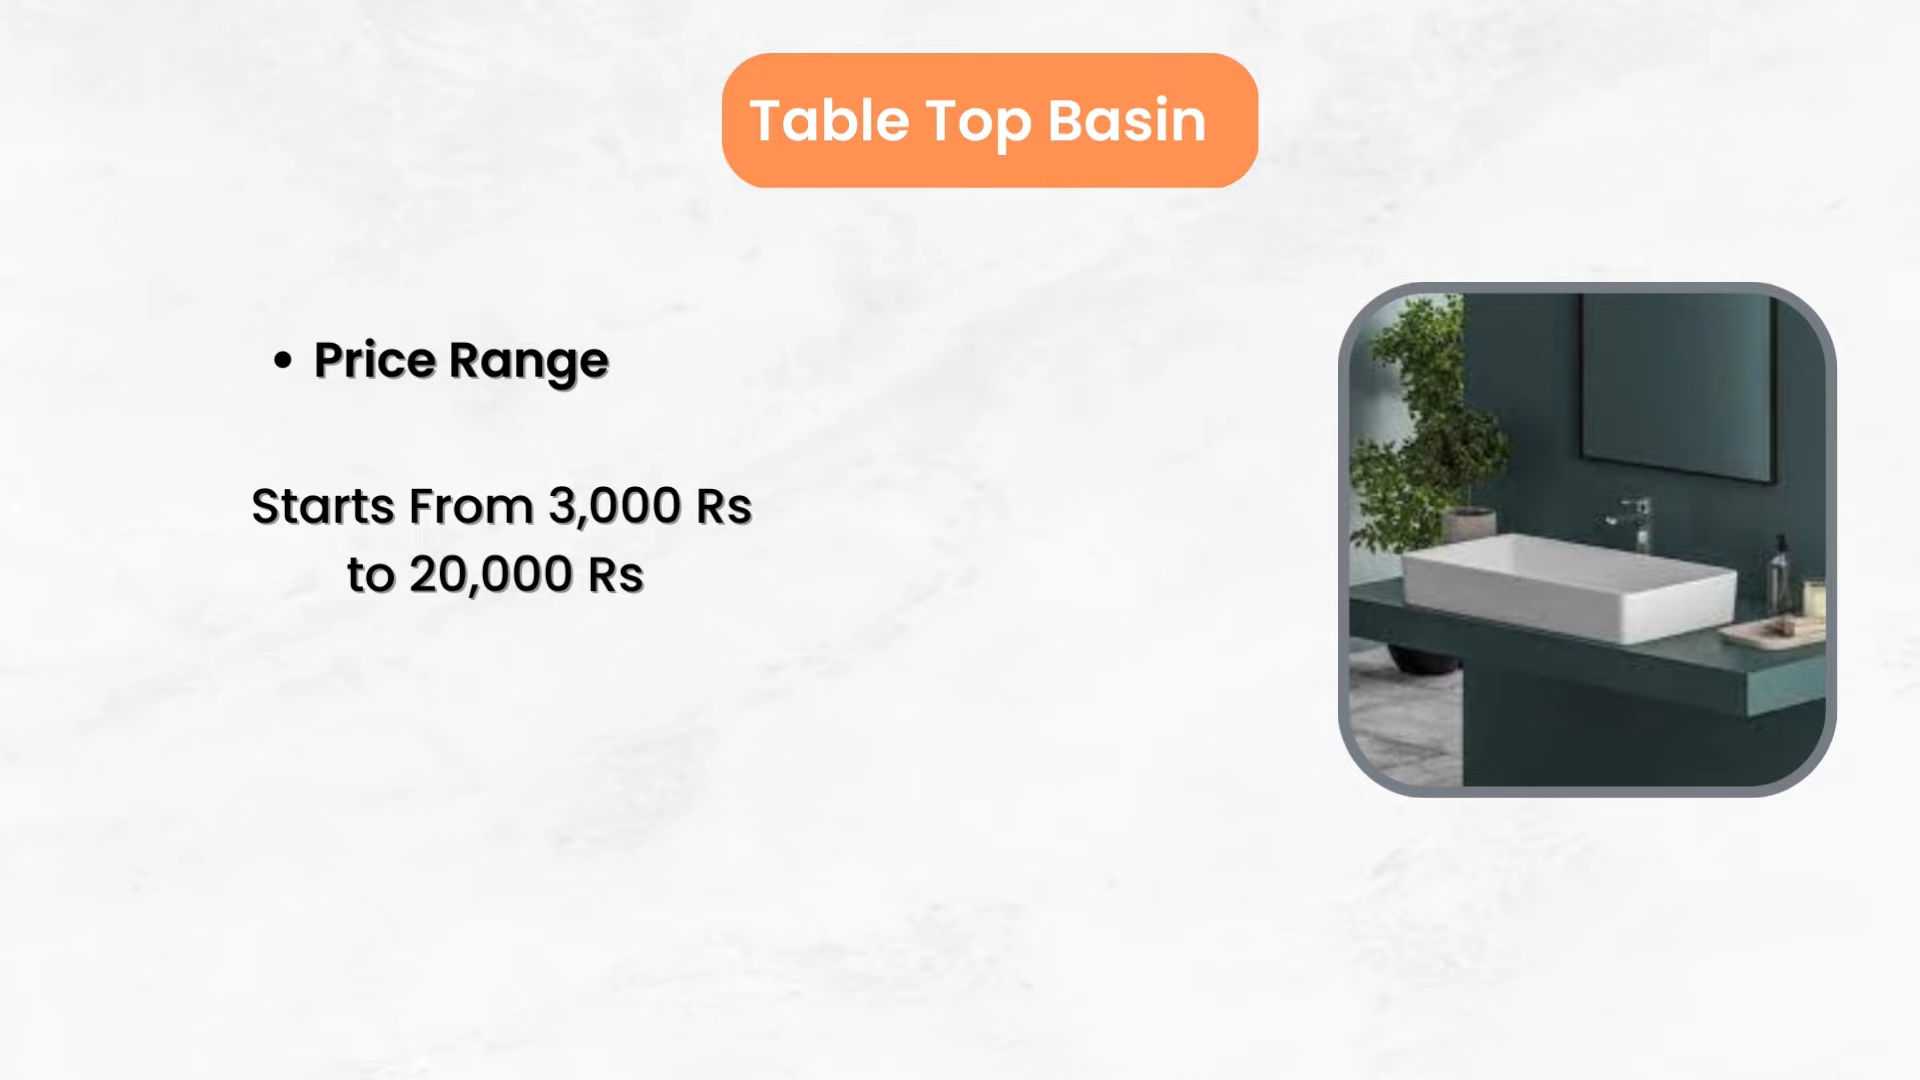 Table Top Basin
• Price Range
Starts From 3,000 Rs
to 20,000 Rs